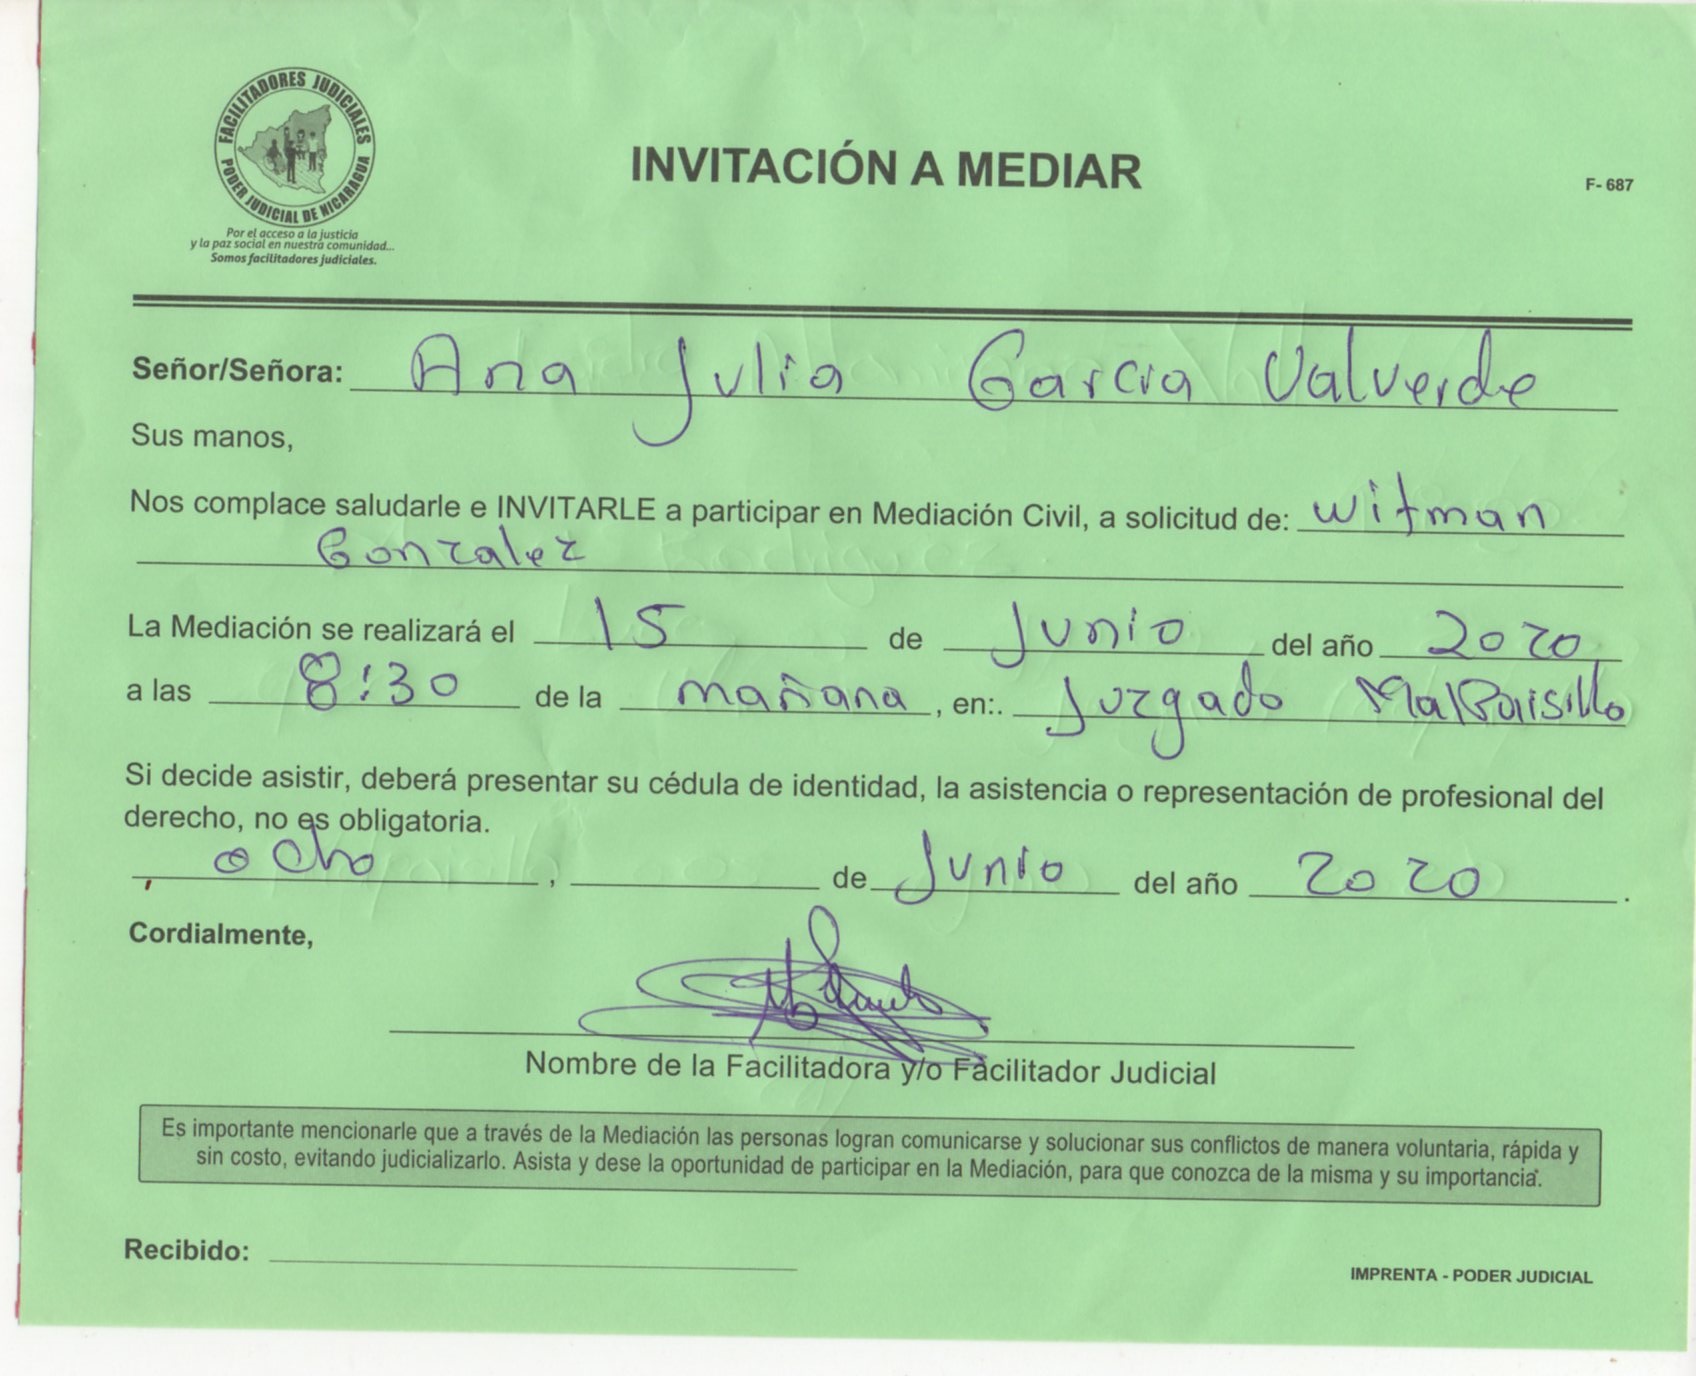 FACILITADORES JUDICIALES
PODER JUDICIAL DE NICARAGUA
Por el acceso a la justicia
y la paz social en nuestra comunidad...
Somos facilitadores judiciales.
INVITACIÓN A MEDIAR
F- 687
Señor/Señora: Ana Julia Garcia Valverde
Sus manos,
Nos complace saludarle e INVITARLE a participar en Mediación Civil, a solicitud de: Witman
Gonzalez
La Mediación se realizará el 15 de Junio del año 2020
a las 8:30 de la mañana, en:. Juzgado MalPaisillo
Si decide asistir, deberá presentar su cédula de identidad, la asistencia o representación de profesional del
derecho, no es obligatoria.
ocho, de Junio del año 2020.
Cordialmente,
Nombre de la Facilitadora y/o Facilitador Judicial
Es importante mencionarle que a través de la Mediación las personas logran comunicarse y solucionar sus conflictos de manera voluntaria, rápida y
sin costo, evitando judicializarlo. Asista y dese la oportunidad de participar en la Mediación, para que conozca de la misma y su importancia.
Recibido:
IMPRENTA - PODER JUDICIAL